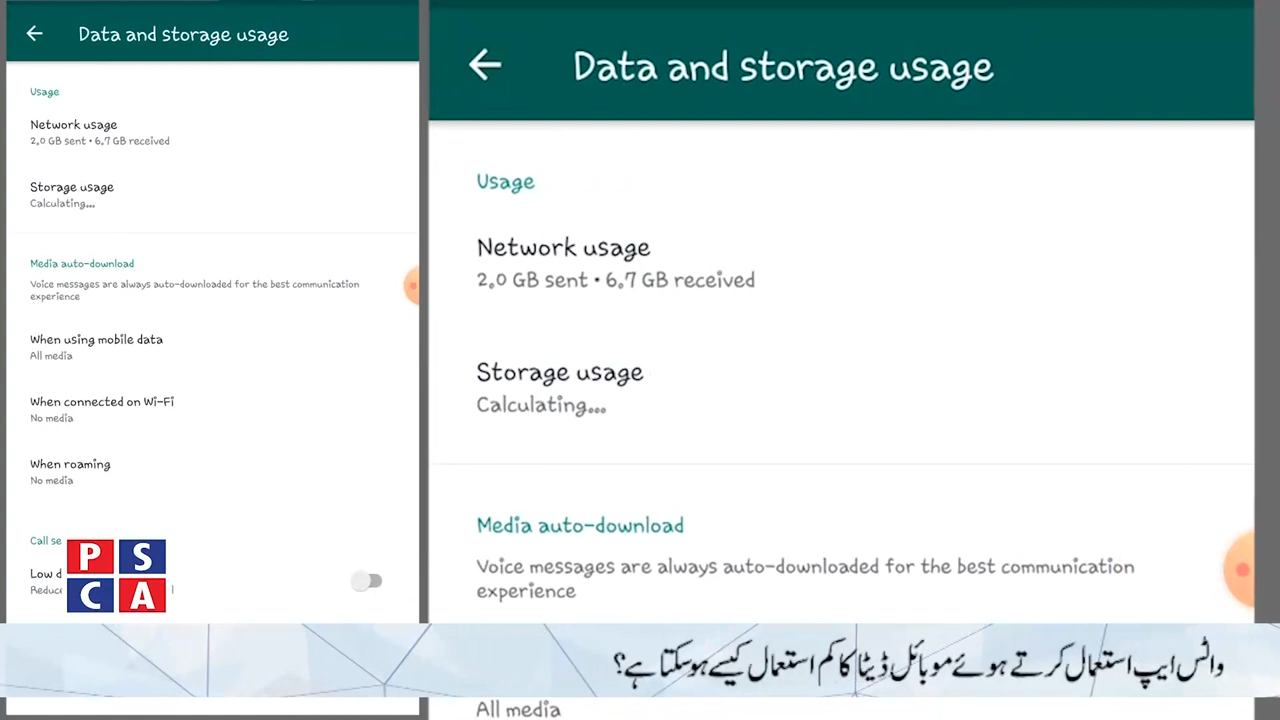 Data and storage usage
Usage
Network usage
2.0 GB sent • 6.7 GB received
Storage usage
Calculating...
Media auto-download
Voice messages are always auto-downloaded for the best communication
experience
When using mobile data
All media
When connected on Wi-Fi
No media
When roaming
No media
Call se
Low d
Reduc
P S
C A
Data and storage usage
Usage
Network usage
2.0 GB sent • 6.7 GB received
Storage usage
Calculating...
Media auto-download
Voice messages are always auto-downloaded for the best communication
experience
واٹس ایپ استعمال کرتے ہوئے موبائل ڈیٹا کا کم استعمال کیسے ہوسکتا ہے؟
All media